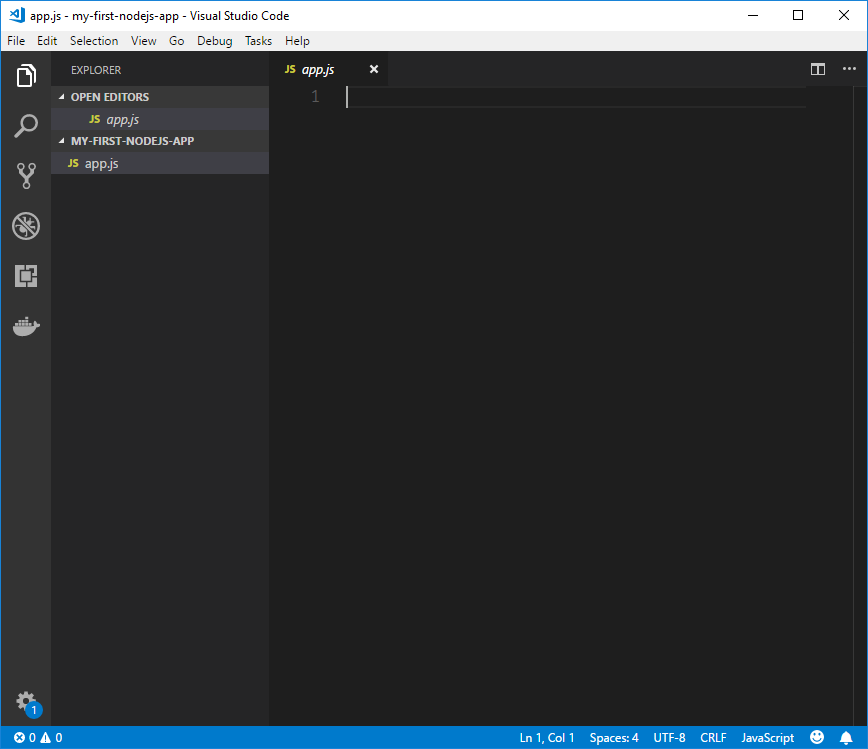 app.js - my-first-nodejs-app - Visual Studio Code
File Edit Selection View Go Debug Tasks Help
EXPLORER
OPEN EDITORS
JS app.js
MY-FIRST-NODEJS-APP
JS app.js
JS app.js
1
1
0 0 Ln 1, Col 1 Spaces: 4 UTF-8 CRLF JavaScript